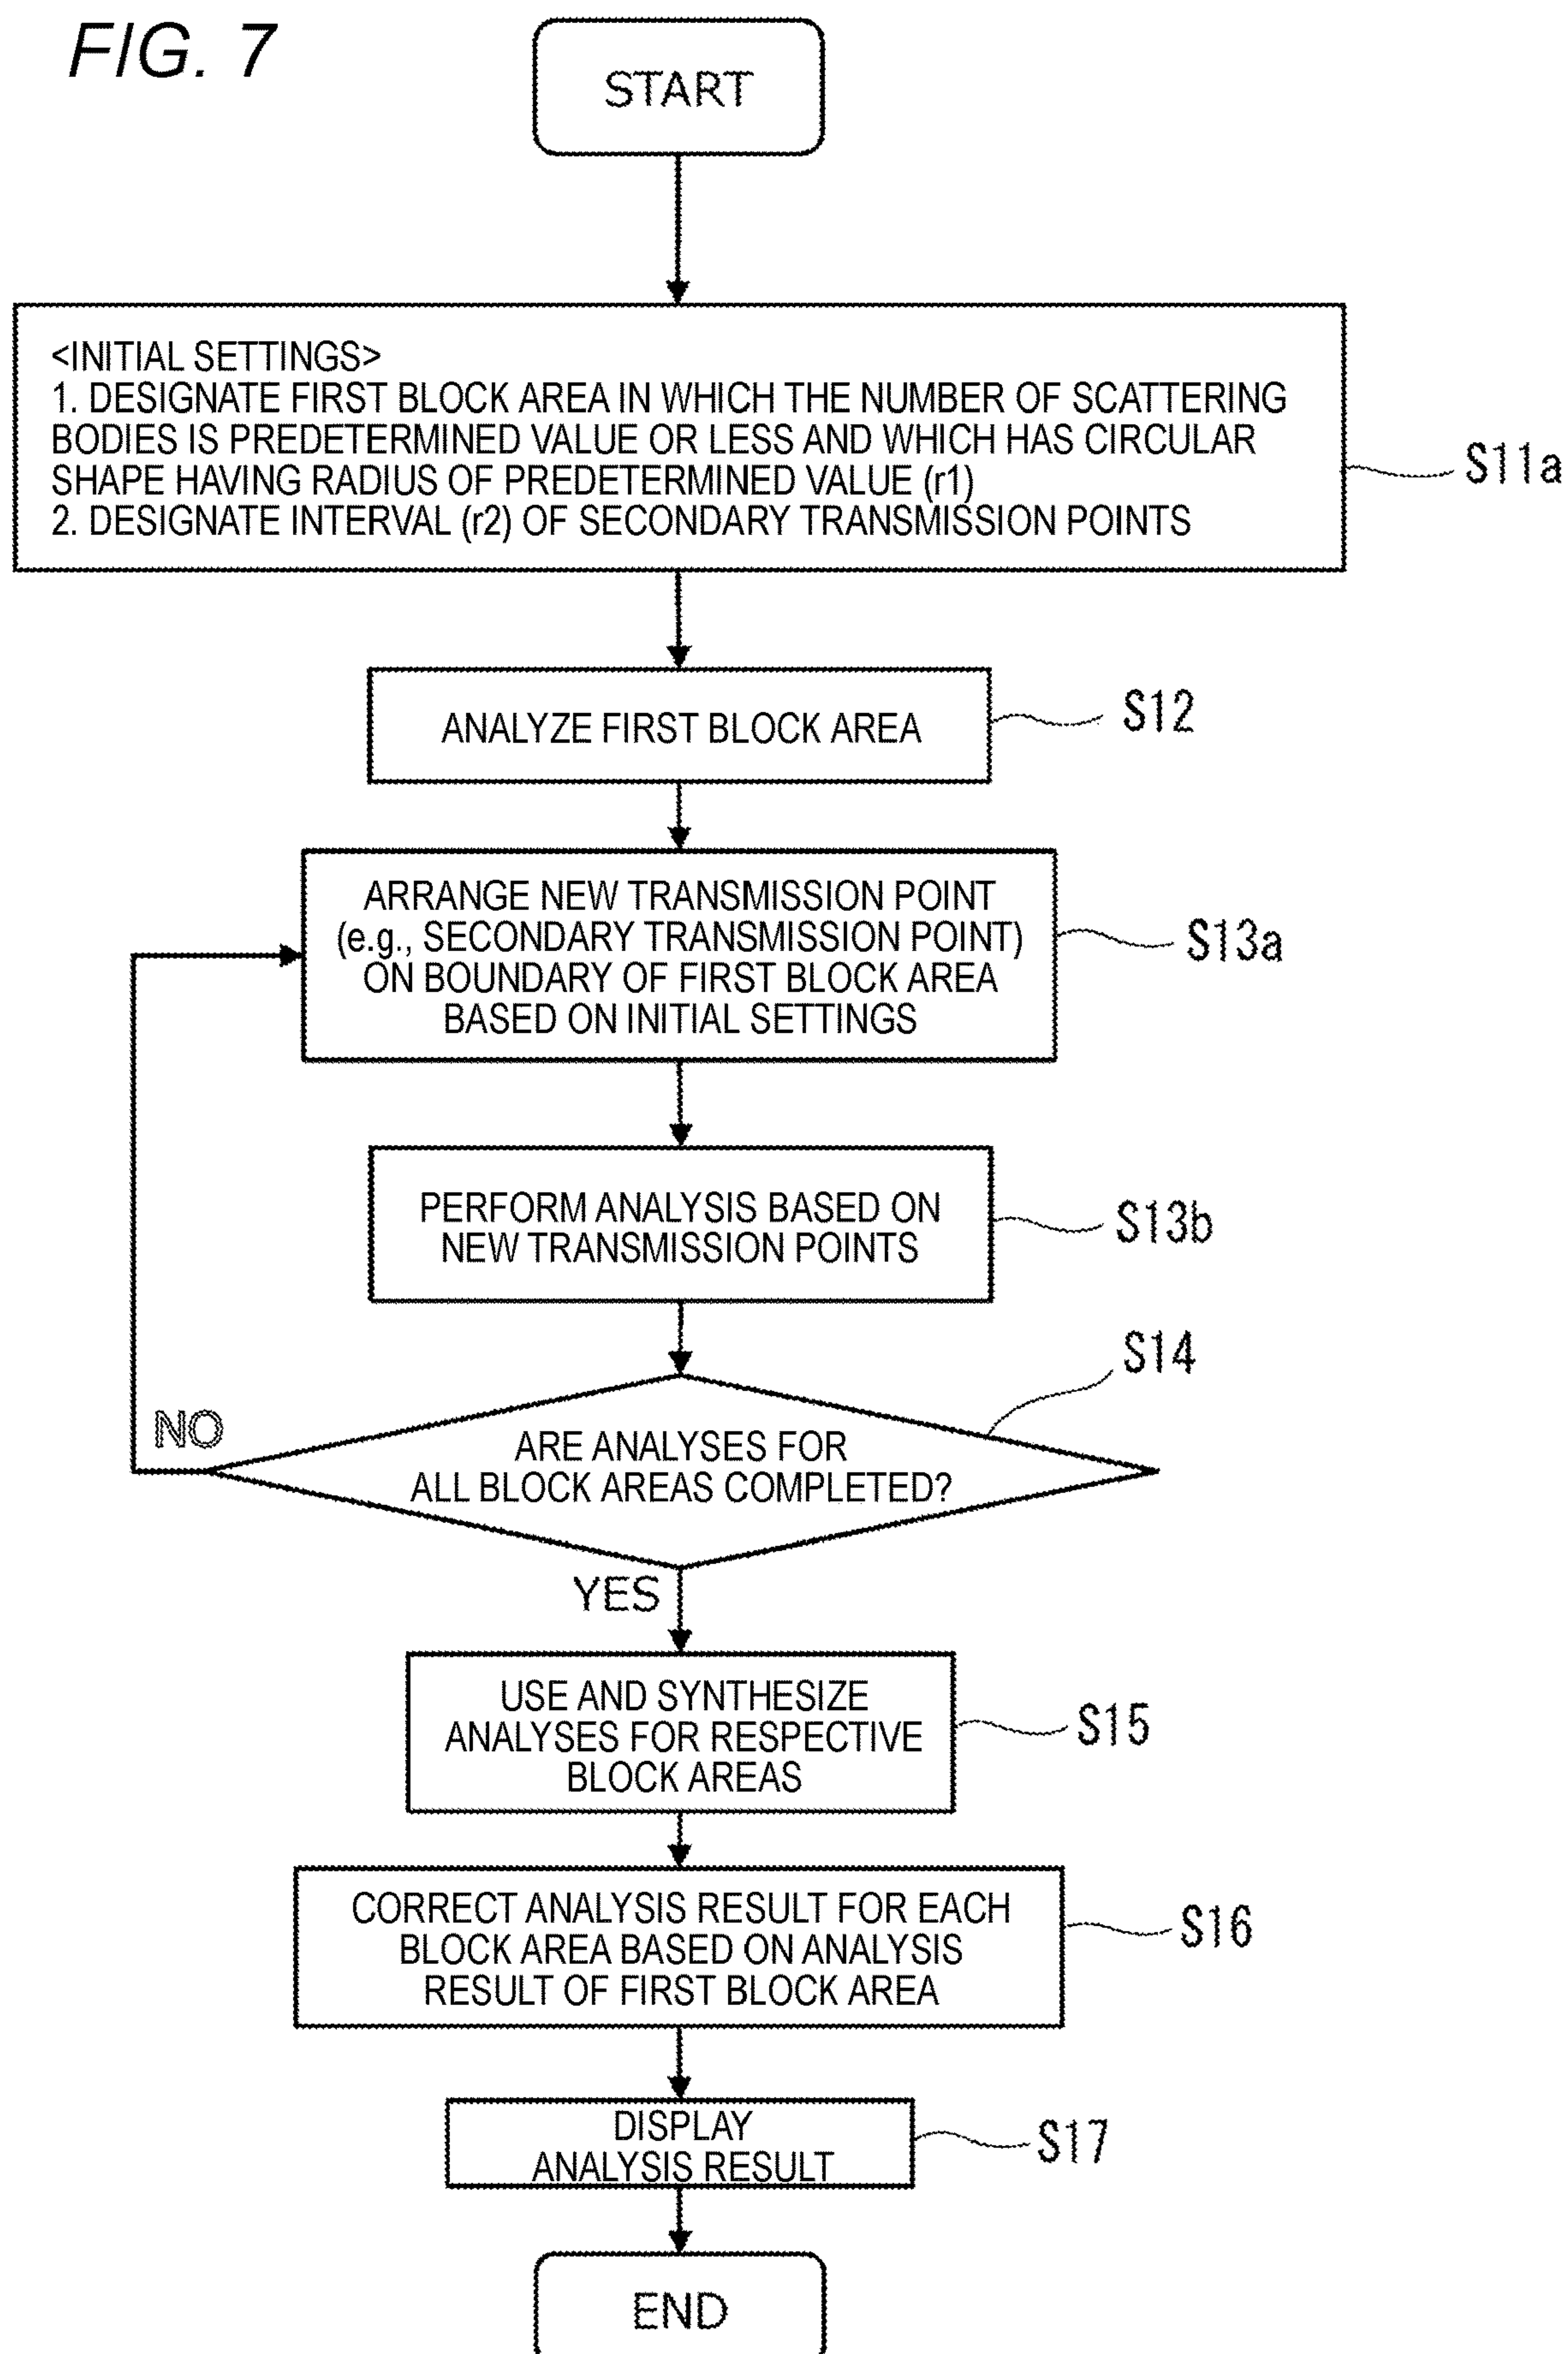 FIG. 7
START
<INITIAL SETTINGS>
1. DESIGNATE FIRST BLOCK AREA IN WHICH THE NUMBER OF SCATTERING
BODIES IS PREDETERMINED VALUE OR LESS AND WHICH HAS CIRCULAR
SHAPE HAVING RADIUS OF PREDETERMINED VALUE (r1)
2. DESIGNATE INTERVAL (r2) OF SECONDARY TRANSMISSION POINTS
S11a
ANALYZE FIRST BLOCK AREA
S12
ARRANGE NEW TRANSMISSION POINT
(e.g., SECONDARY TRANSMISSION POINT)
ON BOUNDARY OF FIRST BLOCK AREA
BASED ON INITIAL SETTINGS
S13a
PERFORM ANALYSIS BASED ON
NEW TRANSMISSION POINTS
S13b
S14
NO
ARE ANALYSES FOR
ALL BLOCK AREAS COMPLETED?
YES
USE AND SYNTHESIZE
ANALYSES FOR RESPECTIVE
BLOCK AREAS
S15
CORRECT ANALYSIS RESULT FOR EACH
BLOCK AREA BASED ON ANALYSIS
RESULT OF FIRST BLOCK AREA
S16
DISPLAY
ANALYSIS RESULT
S17
END